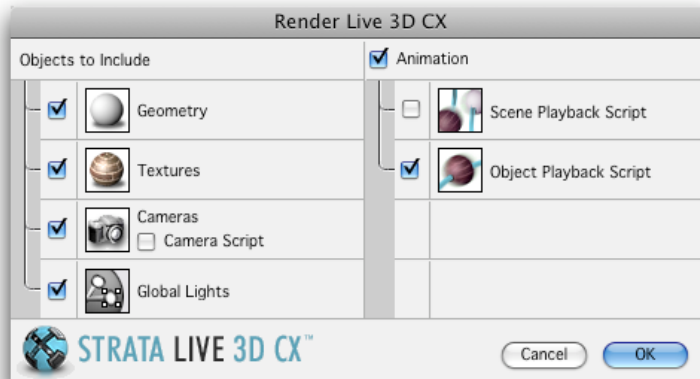 Render Live 3D CX
Objects to Include
Animation
Geometry
Scene Playback Script
Textures
Object Playback Script
Cameras
Camera Script
Global Lights
STRATA LIVE 3D CX™
Cancel
OK